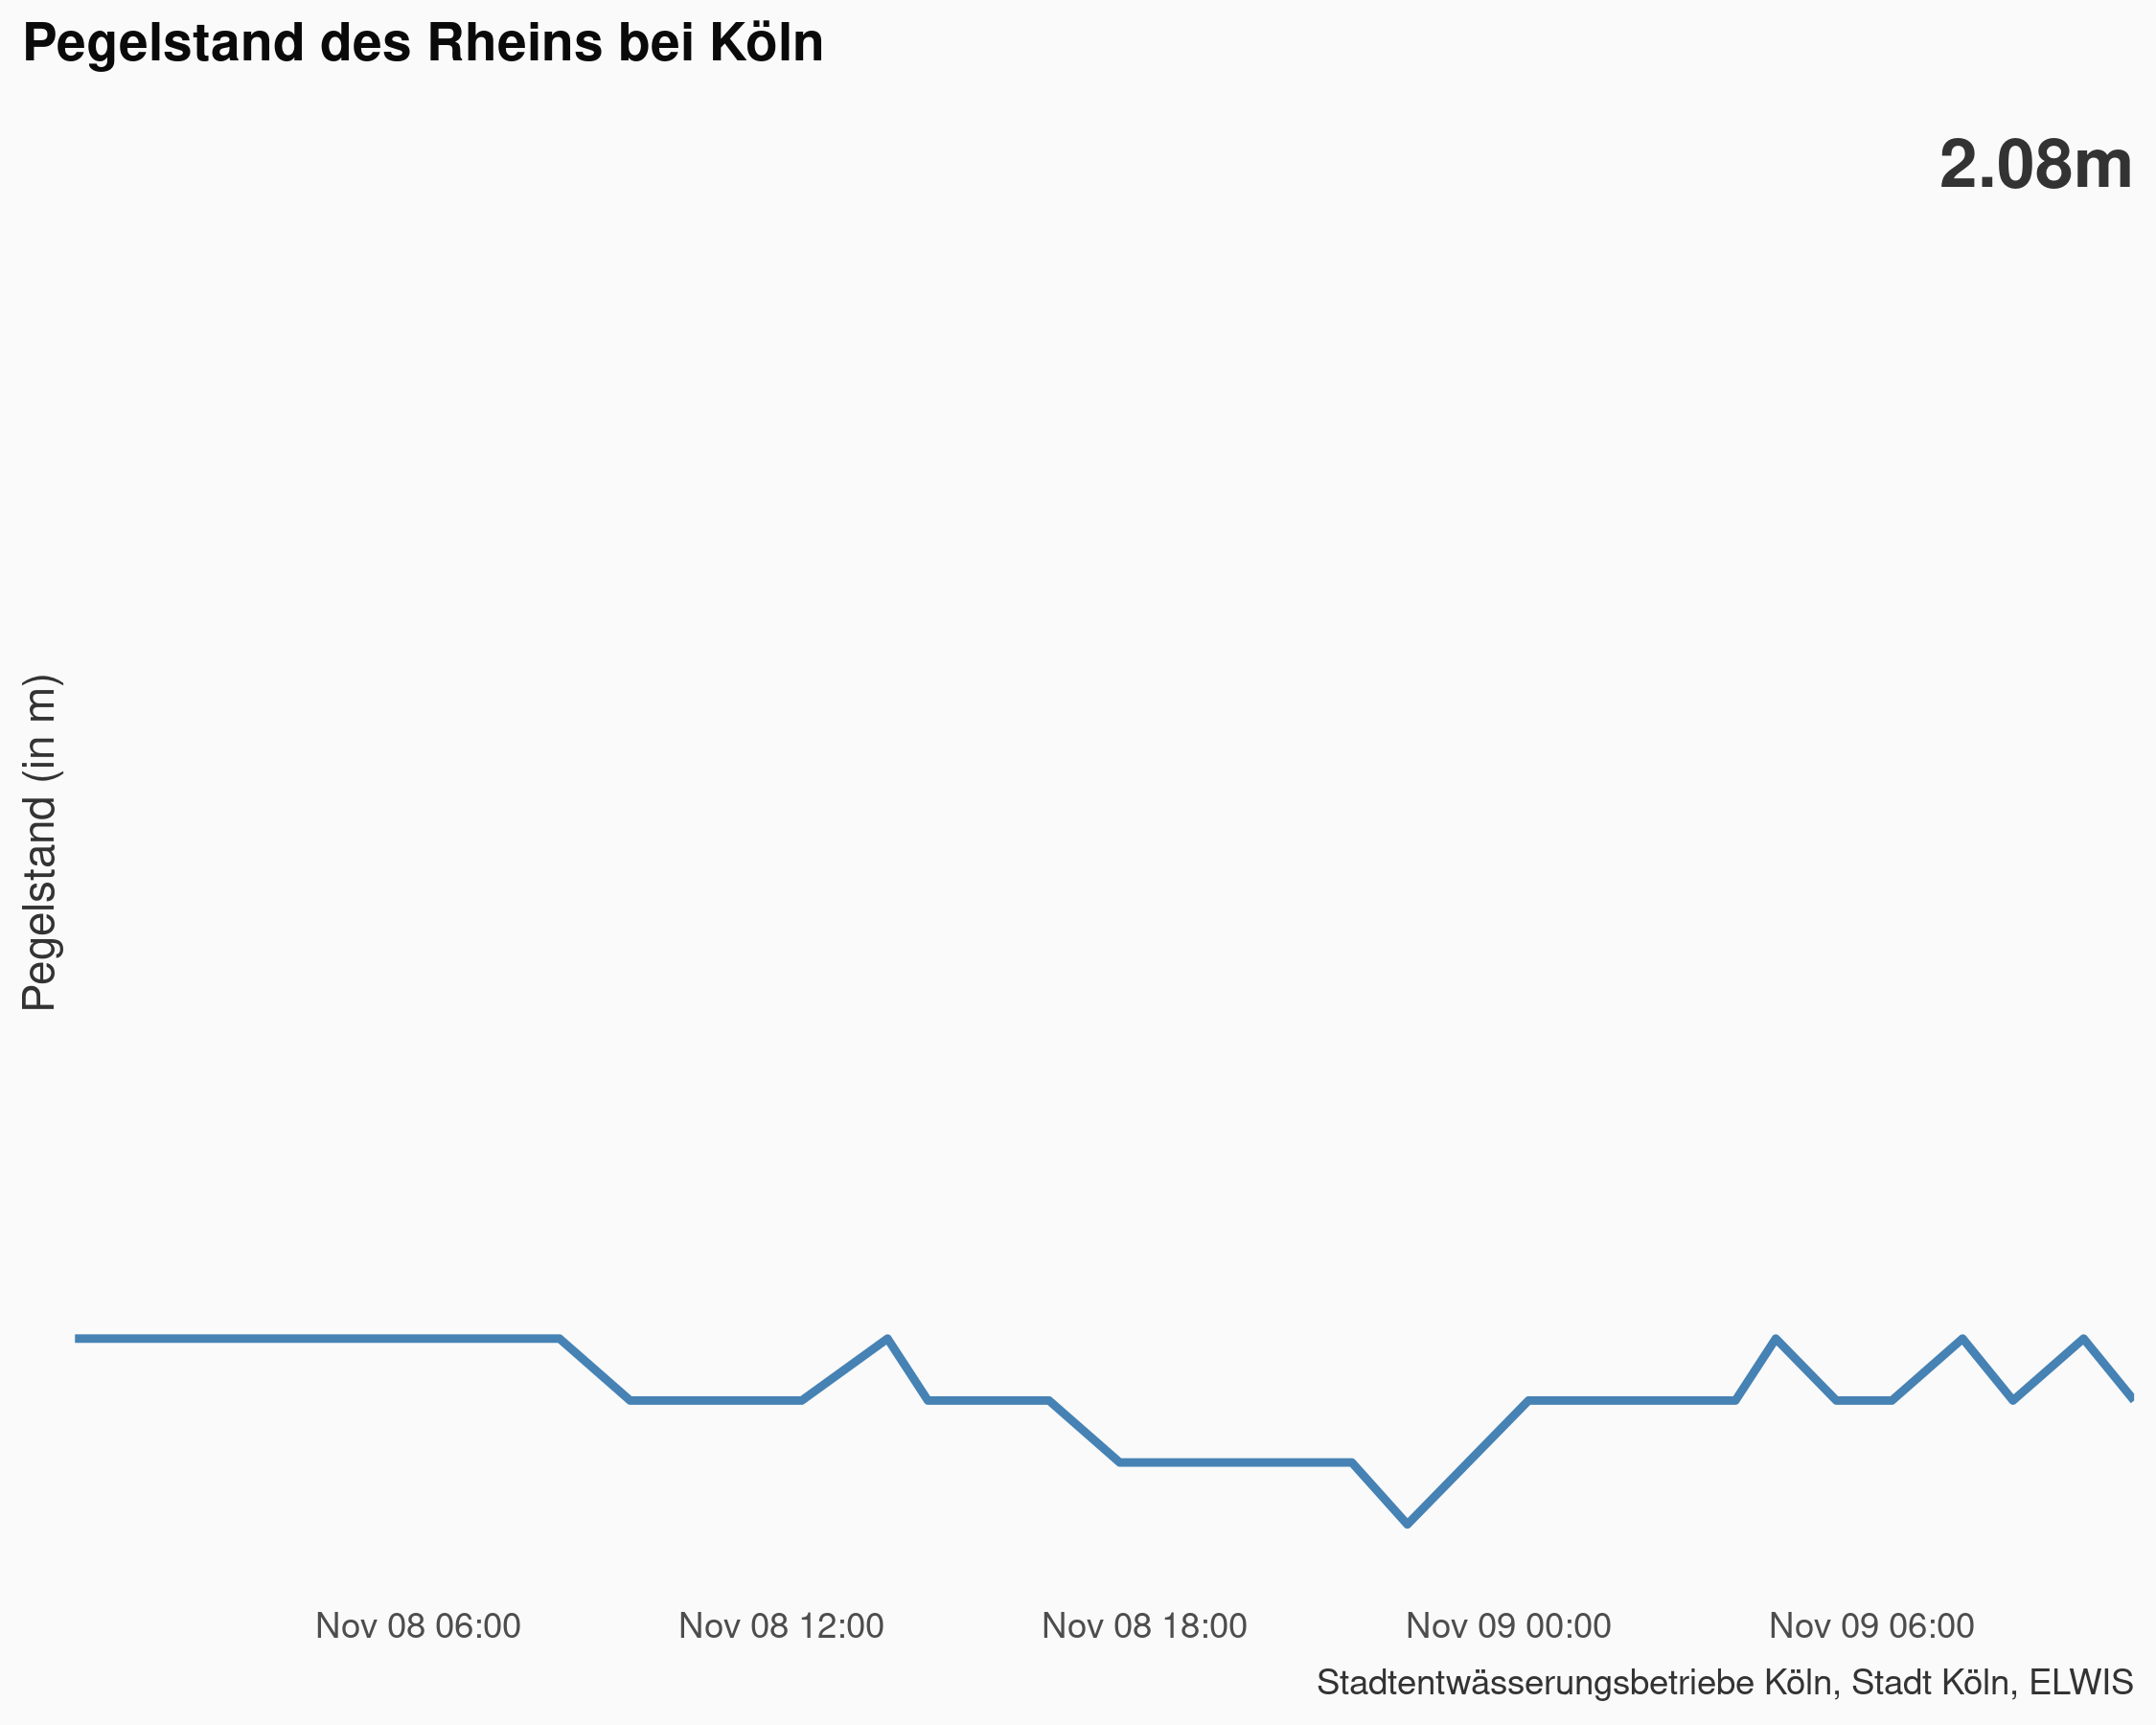 Pegelstand des Rheins bei Köln
2.08m
Pegelstand (in m)
Nov 08 06:00
Nov 08 12:00
Nov 08 18:00
Nov 09 00:00
Nov 09 06:00
Stadtentwässerungsbetriebe Köln, Stadt Köln, ELWIS